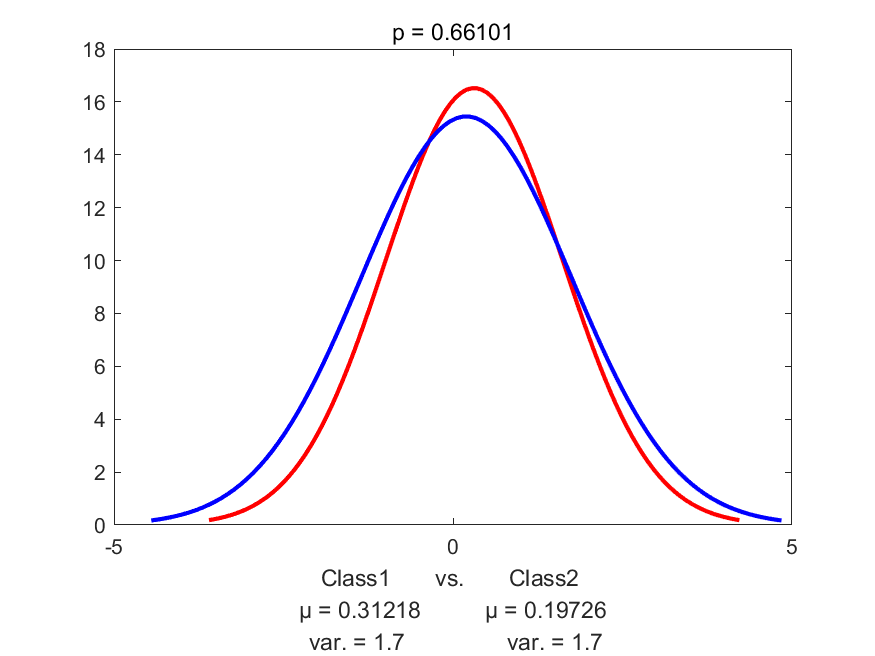 p = 0.66101
18
16
14
12
10
8
6
4
2
0
-5 0 5
Class1 vs. Class2
μ = 0.31218 μ = 0.19726
var. = 1.7 var. = 1.7